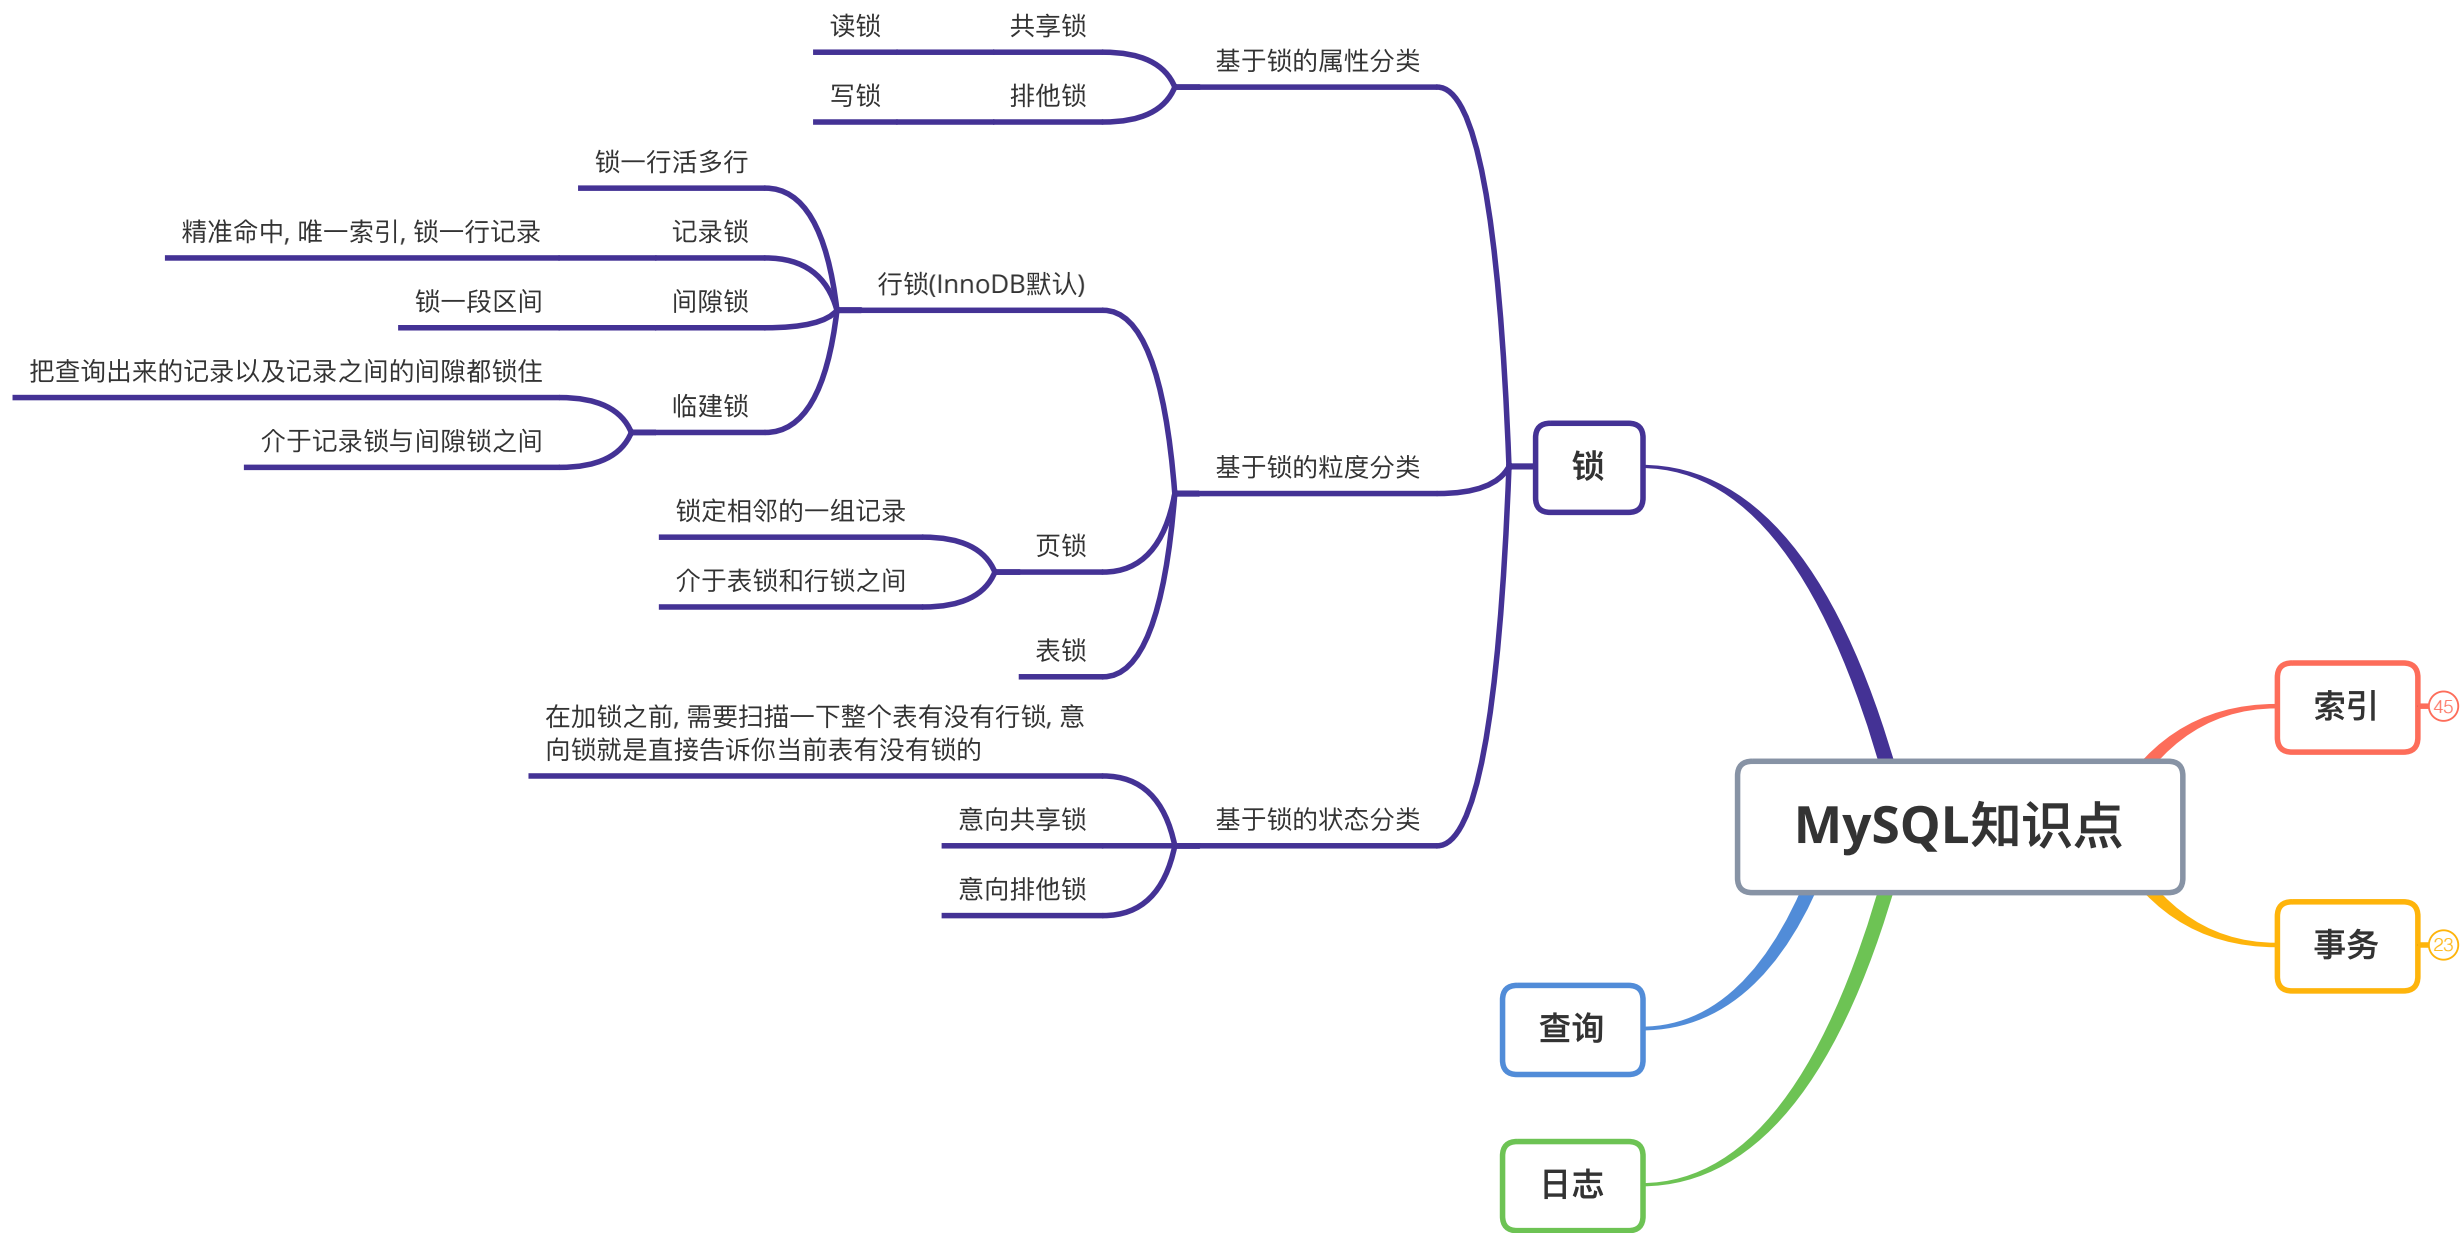 MySQL知识点
锁
基于锁的属性分类
共享锁
读锁
排他锁
写锁
基于锁的粒度分类
行锁(InnoDB默认)
锁一行活多行
记录锁
精准命中, 唯一索引, 锁一行记录
间隙锁
锁一段区间
临建锁
把查询出来的记录以及记录之间的间隙都锁住
介于记录锁与间隙锁之间
页锁
锁定相邻的一组记录
介于表锁和行锁之间
表锁
基于锁的状态分类
在加锁之前, 需要扫描一下整个表有没有行锁, 意
向锁就是直接告诉你当前表有没有锁的
意向共享锁
意向排他锁
索引
45
事务
23
查询
日志